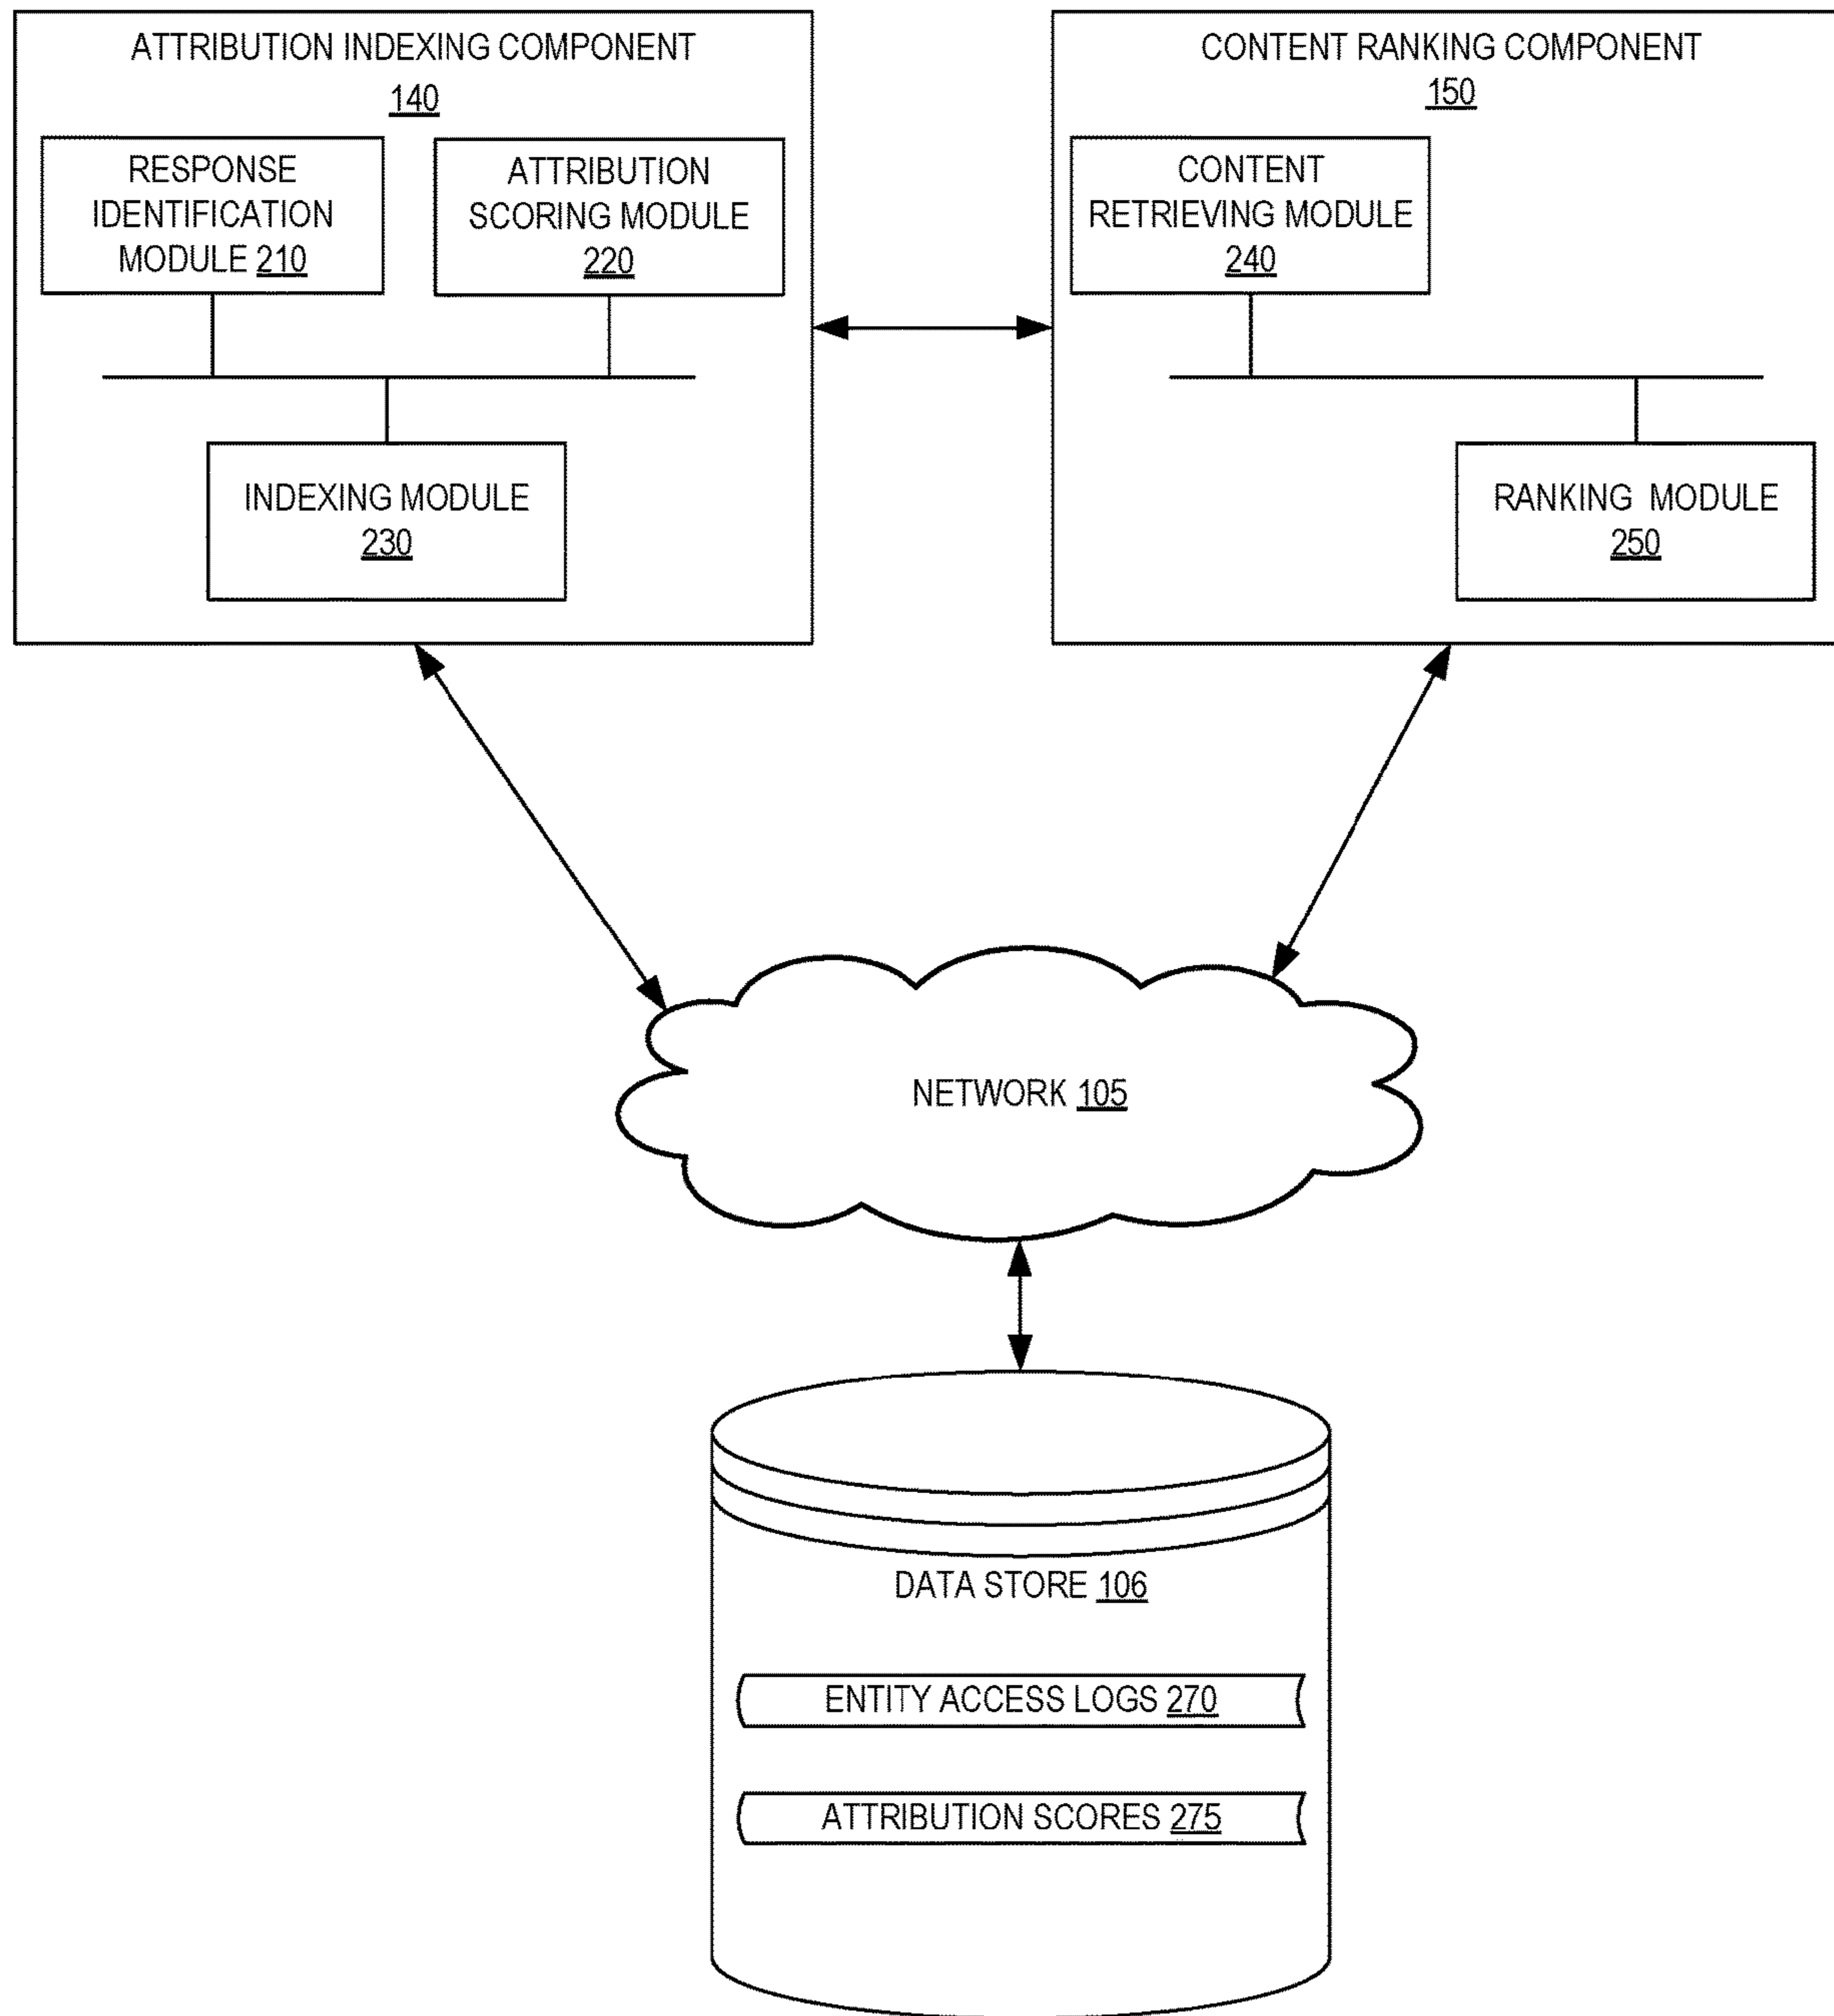 ATTRIBUTION INDEXING COMPONENT
140
RESPONSE
IDENTIFICATION
MODULE 210
ATTRIBUTION
SCORING MODULE
220
INDEXING MODULE
230
CONTENT RANKING COMPONENT
150
CONTENT
RETRIEVING MODULE
240
RANKING MODULE
250
NETWORK 105
DATA STORE 106
ENTITY ACCESS LOGS 270
ATTRIBUTION SCORES 275